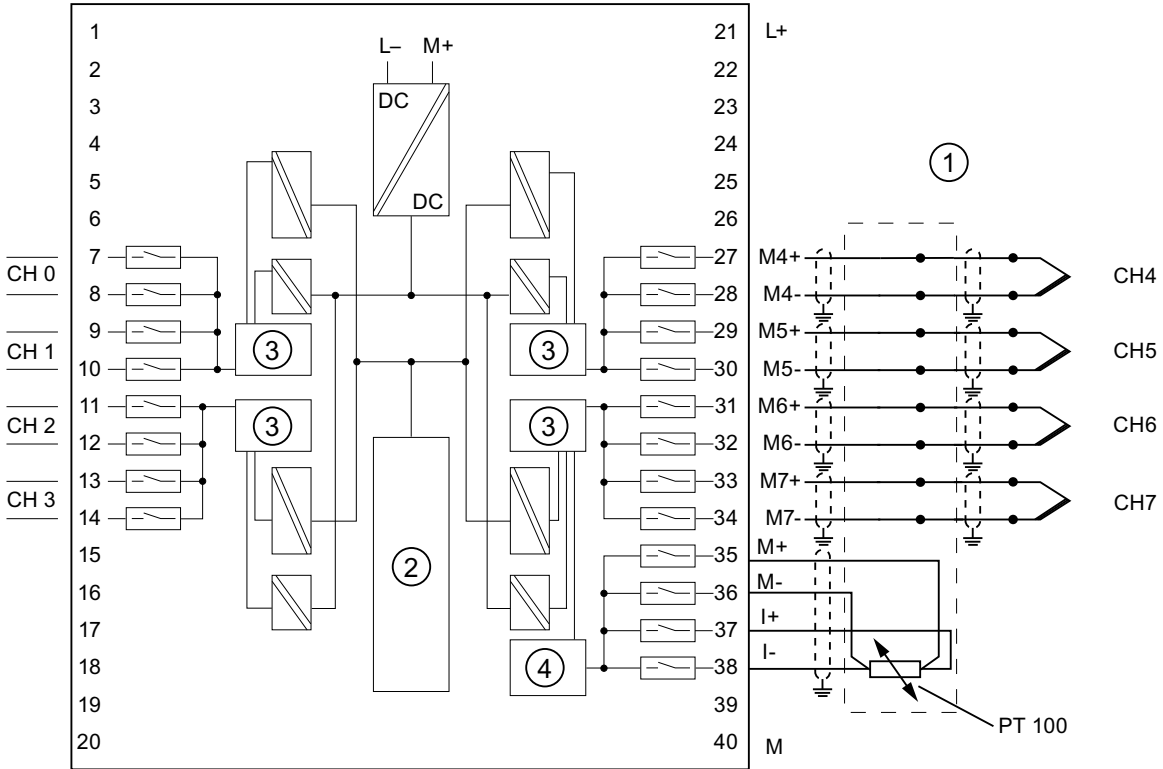 1 21 L+
2 L– M+ 22
3 DC 23
4 24
5 25 ①
6 DC 26
CH 0 7 27 M4+ CH4
8 28 M4-
CH 1 9 ③ ③ 29 M5+ CH5
10 30 M5-
CH 2 11 ③ ③ 31 M6+ CH6
12 32 M6-
CH 3 13 33 M7+ CH7
14 34 M7-
15 ② 35 M+
16 36 M-
17 37 I+
18 ④ 38 I-
19 39
PT 100
20 40 M